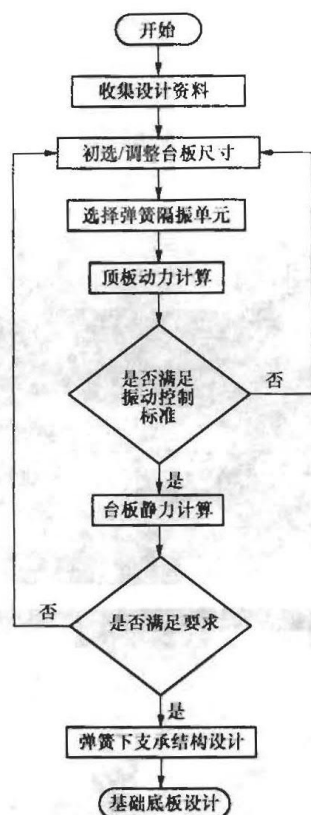 开始
收集设计资料
初选/调整台板尺寸
选择弹簧隔振单元
顶板动力计算
是否满足
振动控制
标准
否
是
台板静力计算
否
是否满足要求
是
弹簧下支承结构设计
基础底板设计